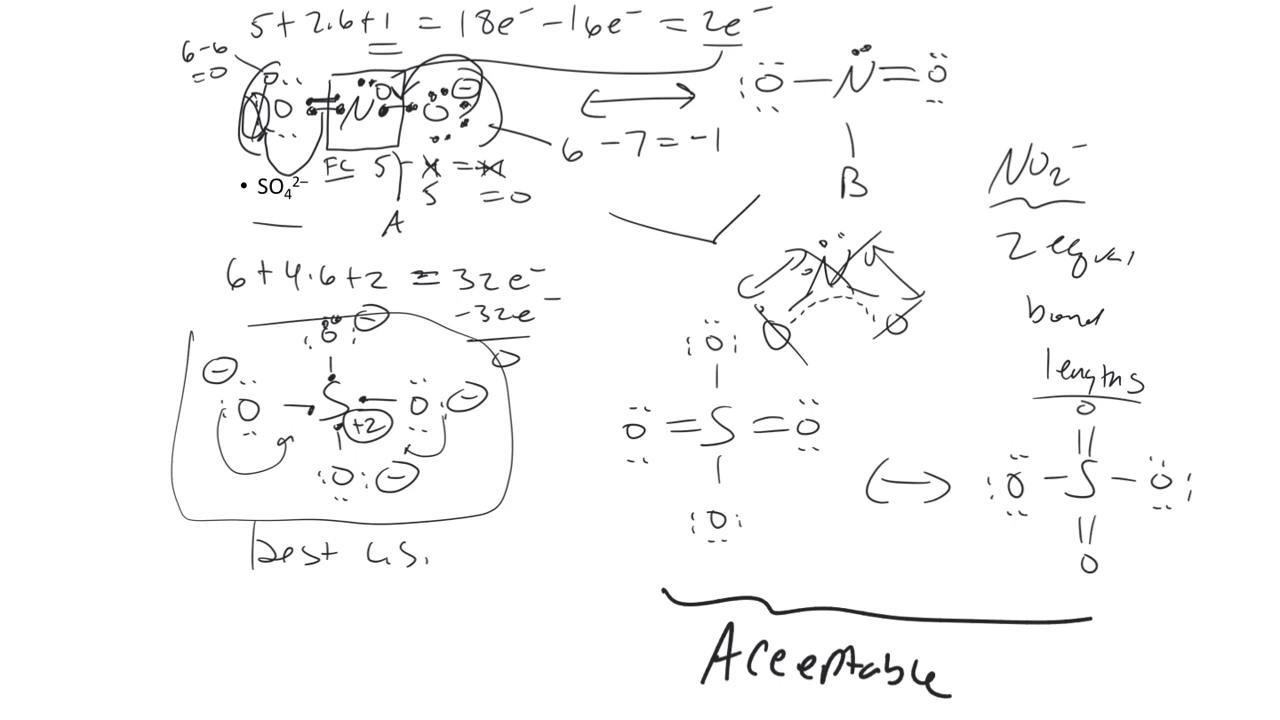 5 + 2.6 + 1 = 18e⁻ − 16e⁻ = 2e⁻
6−6
=0
O = N − O ⊖
:O − N = O
6 − 7 = −1
FC 5 − x = x
5 = 0
A
B
• SO₄²⁻
NO₂⁻
2 equal
bond
lengths
6 + 4.6 + 2 = 32e⁻
−32e⁻
0
N
O O
O ⊖
⊖ O − S − O ⊖
+2
O ⊖
best L.S.
O
O = S = O
O
O
O − S − O
O
Acceptable